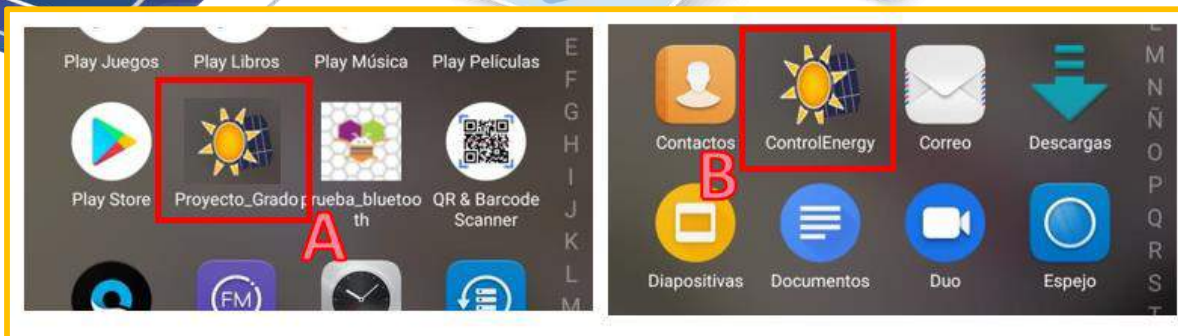 Play Juegos Play Libros Play Música Play Películas
Play Store Proyecto_Grado prueba_bluetoo QR & Barcode
th Scanner
FM
E
F
G
H
I
J
K
L
M
A
Contactos ControlEnergy Correo Descargas
Diapositivas Documentos Duo Espejo
L
M
N
Ñ
O
P
Q
R
S
T
B